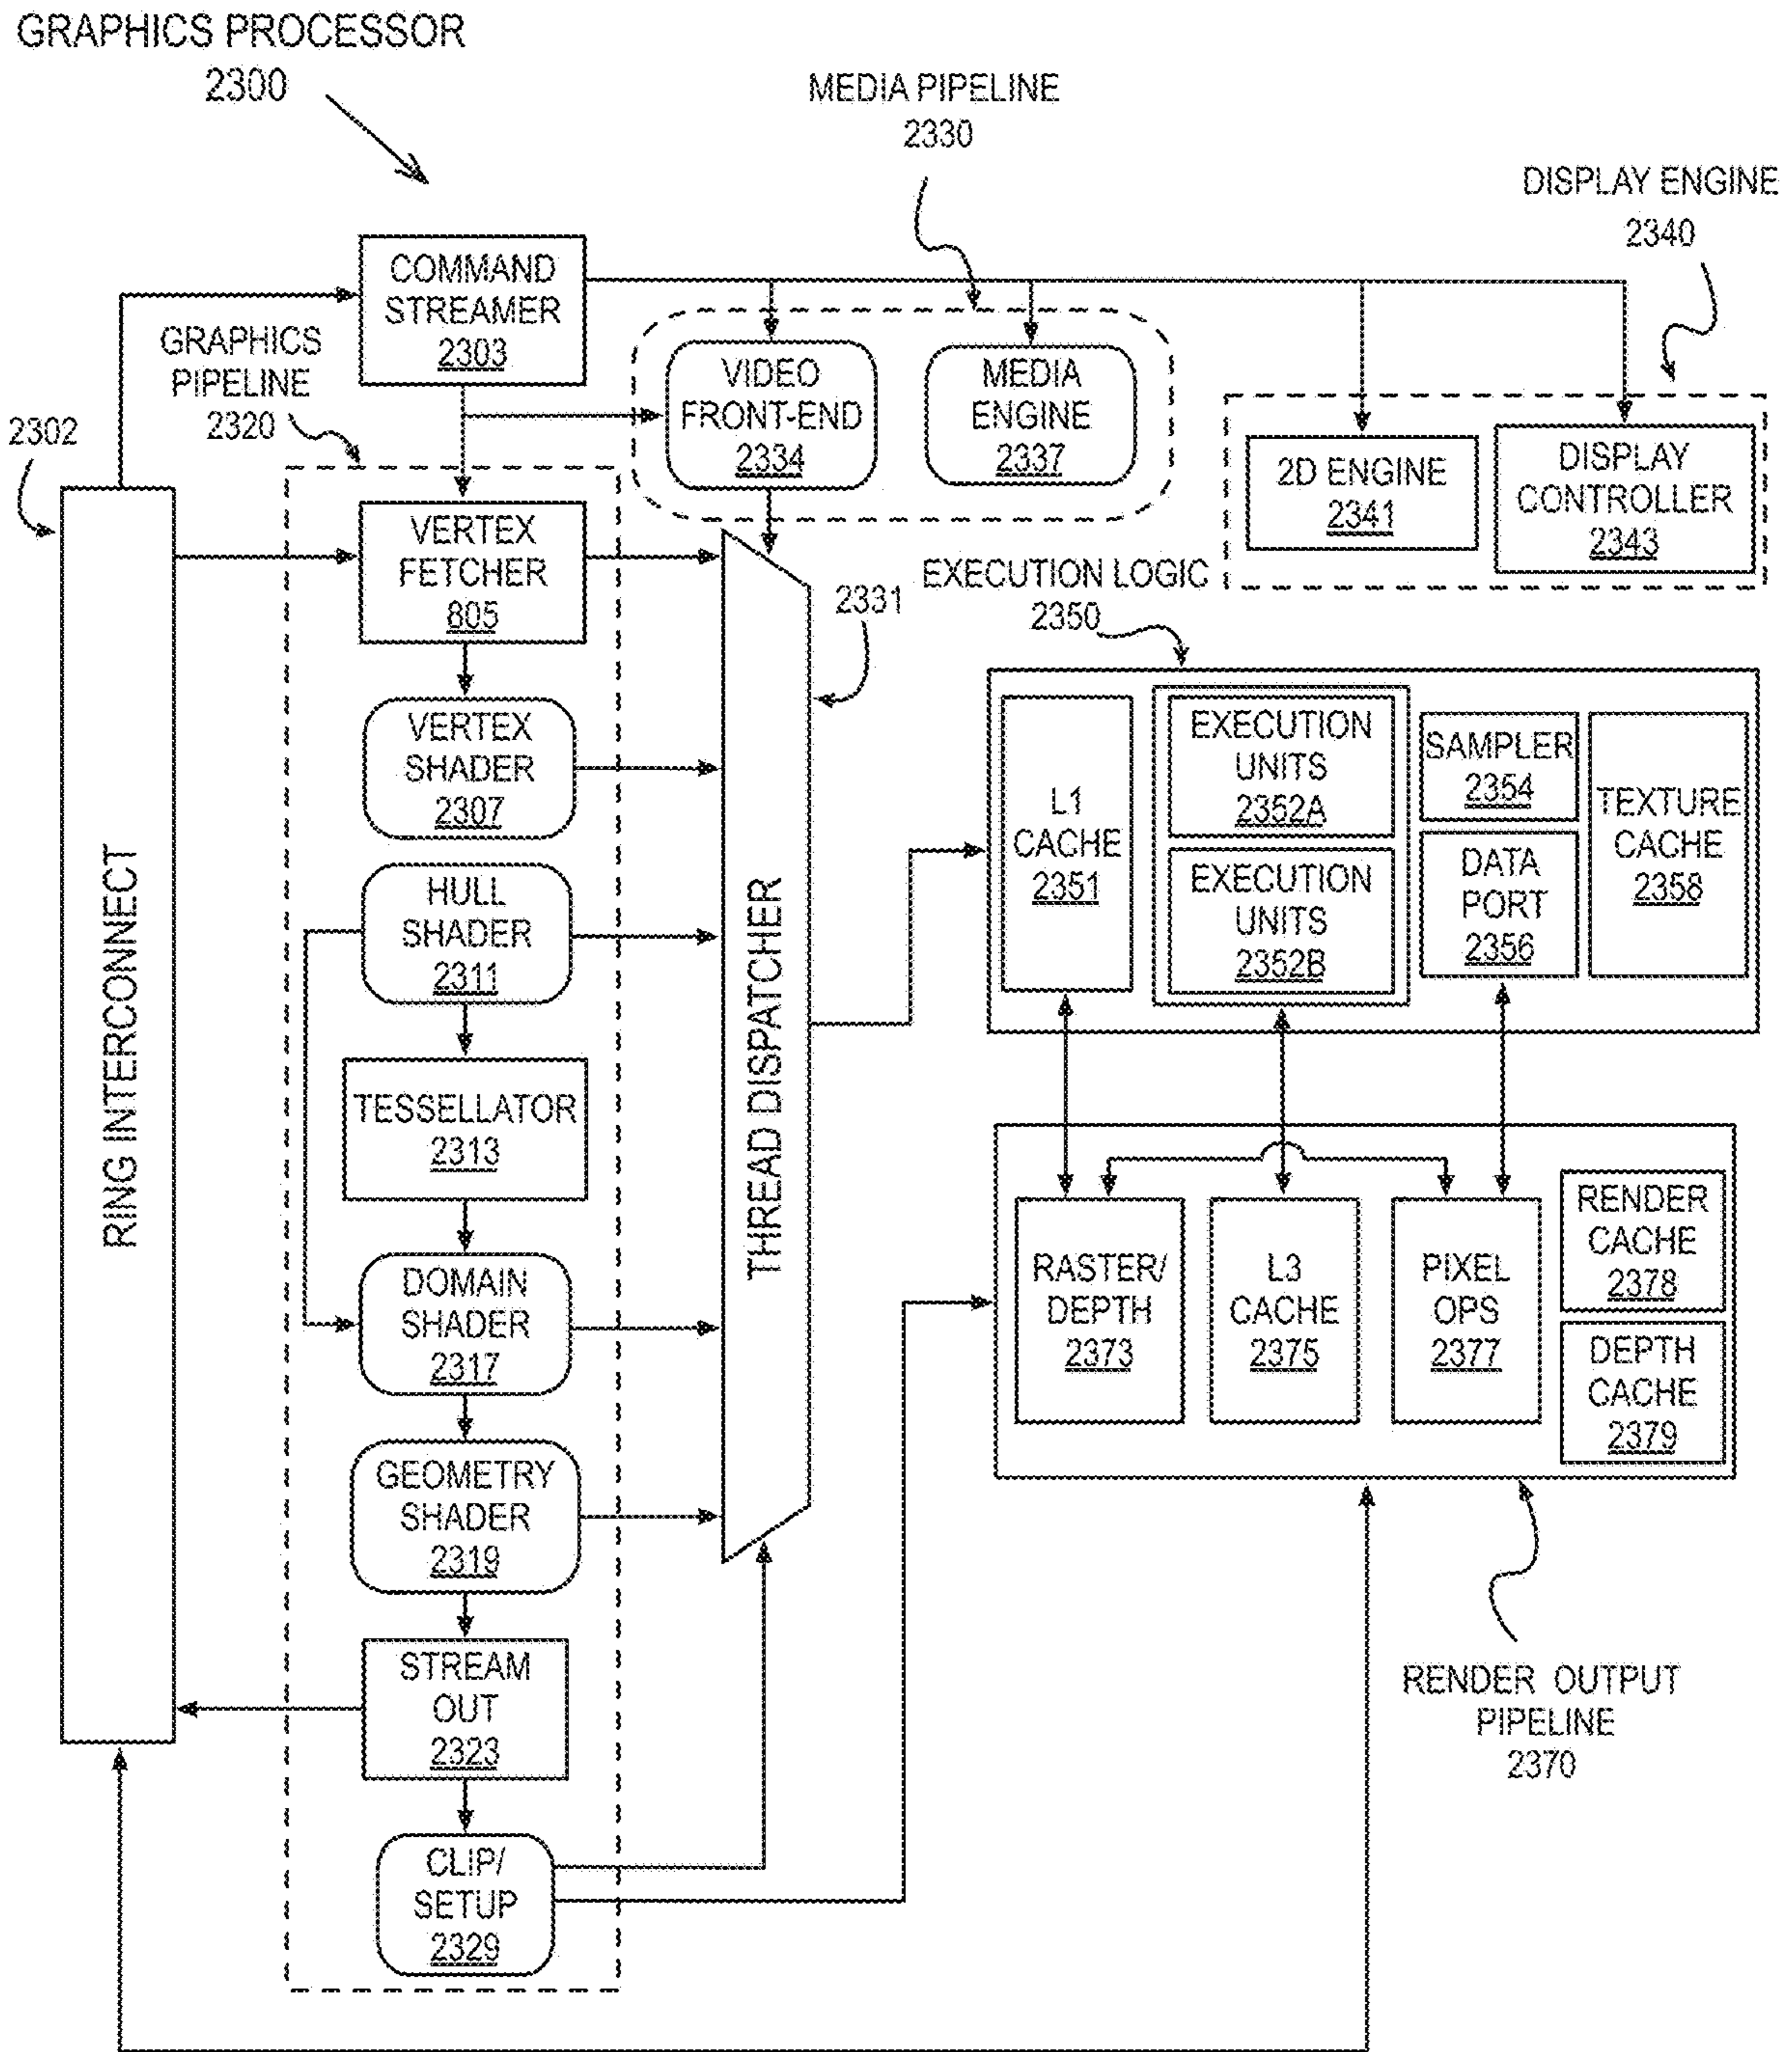 GRAPHICS PROCESSOR
2300
MEDIA PIPELINE
2330
DISPLAY ENGINE
2340
COMMAND
STREAMER
2303
GRAPHICS
PIPELINE
2320
2302
VIDEO
FRONT-END
2334
MEDIA
ENGINE
2337
2D ENGINE
2341
DISPLAY
CONTROLLER
2343
RING INTERCONNECT
VERTEX
FETCHER
805
VERTEX
SHADER
2307
HULL
SHADER
2311
TESSELLATOR
2313
DOMAIN
SHADER
2317
GEOMETRY
SHADER
2319
STREAM
OUT
2323
CLIP/
SETUP
2329
THREAD DISPATCHER
2331
EXECUTION LOGIC
2350
L1
CACHE
2351
EXECUTION
UNITS
2352A
EXECUTION
UNITS
2352B
SAMPLER
2354
DATA
PORT
2356
TEXTURE
CACHE
2358
RASTER/
DEPTH
2373
L3
CACHE
2375
PIXEL
OPS
2377
RENDER
CACHE
2378
DEPTH
CACHE
2379
RENDER OUTPUT
PIPELINE
2370